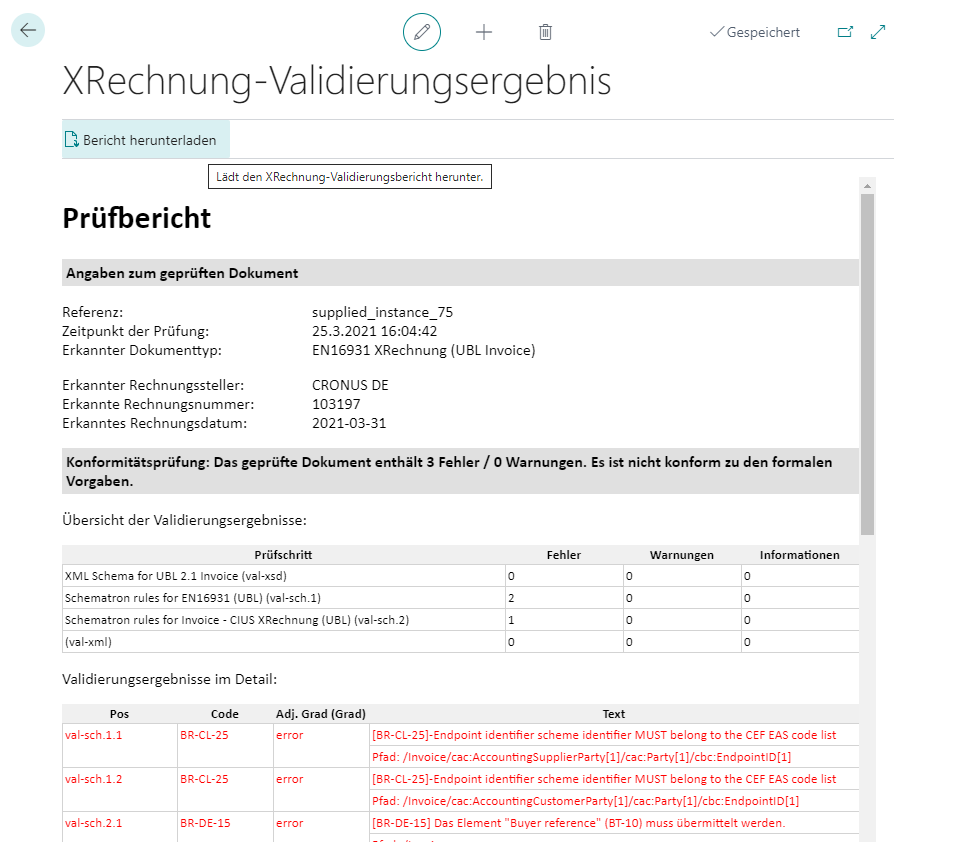 Gespeichert
XRechnung-Validierungsergebnis
Bericht herunterladen
Lädt den XRechnung-Validierungsbericht herunter.
Prüfbericht
Angaben zum geprüften Dokument
Referenz: supplied_instance_75
Zeitpunkt der Prüfung: 25.3.2021 16:04:42
Erkannter Dokumenttyp: EN16931 XRechnung (UBL Invoice)
Erkannter Rechnungssteller: CRONUS DE
Erkannte Rechnungsnummer: 103197
Erkanntes Rechnungsdatum: 2021-03-31
Konformitätsprüfung: Das geprüfte Dokument enthält 3 Fehler / 0 Warnungen. Es ist nicht konform zu den formalen
Vorgaben.
Übersicht der Validierungsergebnisse:
Prüfschritt Fehler Warnungen Informationen
XML Schema for UBL 2.1 Invoice (val-xsd) 0 0 0
Schematron rules for EN16931 (UBL) (val-sch.1) 2 0 0
Schematron rules for Invoice - CIUS XRechnung (UBL) (val-sch.2) 1 0 0
(val-xml) 0 0 0
Validierungsergebnisse im Detail:
Pos Code Adj. Grad (Grad) Text
val-sch.1.1 BR-CL-25 error [BR-CL-25]-Endpoint identifier scheme identifier MUST belong to the CEF EAS code list
Pfad: /Invoice/cac:AccountingSupplierParty[1]/cac:Party[1]/cbc:EndpointID[1]
val-sch.1.2 BR-CL-25 error [BR-CL-25]-Endpoint identifier scheme identifier MUST belong to the CEF EAS code list
Pfad: /Invoice/cac:AccountingCustomerParty[1]/cac:Party[1]/cbc:EndpointID[1]
val-sch.2.1 BR-DE-15 error [BR-DE-15] Das Element "Buyer reference" (BT-10) muss übermittelt werden.